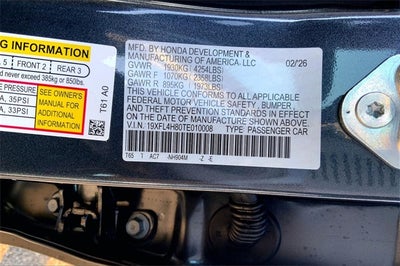 G INFORMATION
5 FRONT 2 REAR 3
never exceed 385kg or 850lbs.
PRESSURE
A, 35PSI
A, 33PSI
SEE OWNER'S
MANUAL FOR
ADDITIONAL
INFORMATION
T61 A0
MFD. BY HONDA DEVELOPMENT &
MANUFACTURING OF AMERICA, LLC 02/26
GVWR 1930KG 4254LBS
GAWR F 1070KG 2358LBS
GAWR R 895KG 1973LBS
THIS VEHICLE CONFORMS TO ALL APPLICABLE
FEDERAL MOTOR VEHICLE SAFETY, BUMPER,
AND THEFT PREVENTION STANDARDS IN EFFECT
ON THE DATE OF MANUFACTURE SHOWN ABOVE.
V.I.N. 19XFL4H80TE010008 TYPE PASSENGER CAR
T65 1 AC7 -NH904M -Z -E